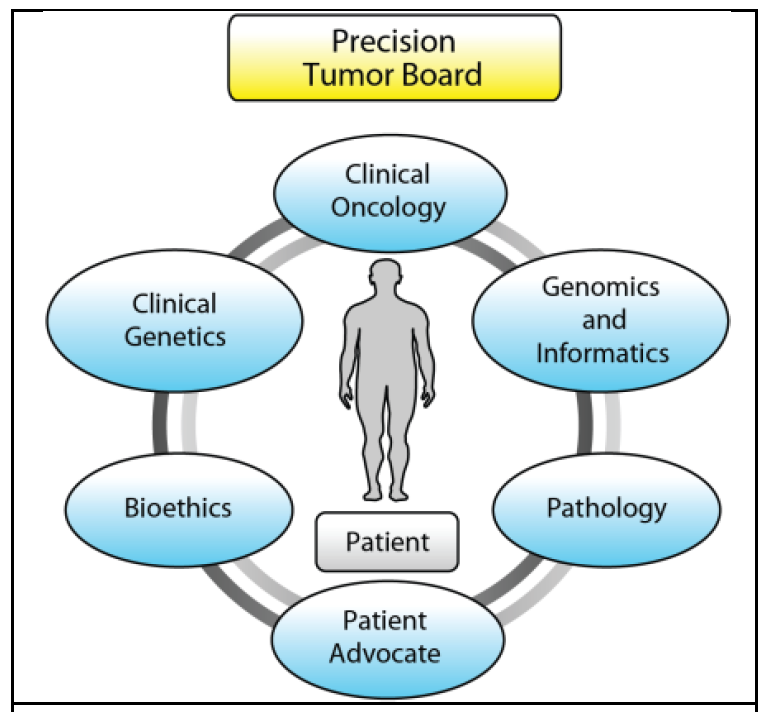 Precision
Tumor Board
Clinical
Oncology
Clinical
Genetics
Genomics
and
Informatics
Bioethics
Pathology
Patient
Patient
Advocate